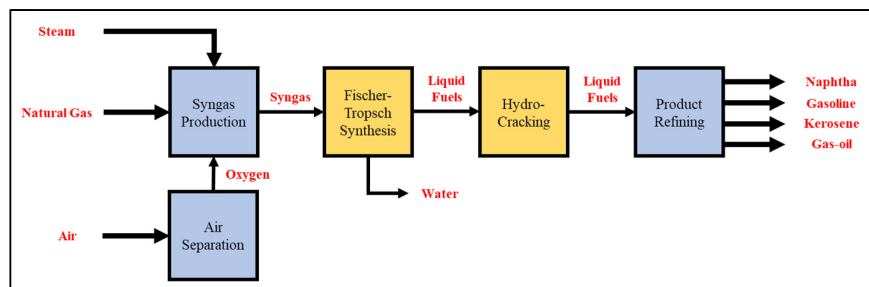 Steam
Natural Gas
Syngas
Production
Syngas
Fischer-
Tropsch
Synthesis
Liquid
Fuels
Hydro-
Cracking
Liquid
Fuels
Product
Refining
Naphtha
Gasoline
Kerosene
Gas-oil
Oxygen
Water
Air
Air
Separation